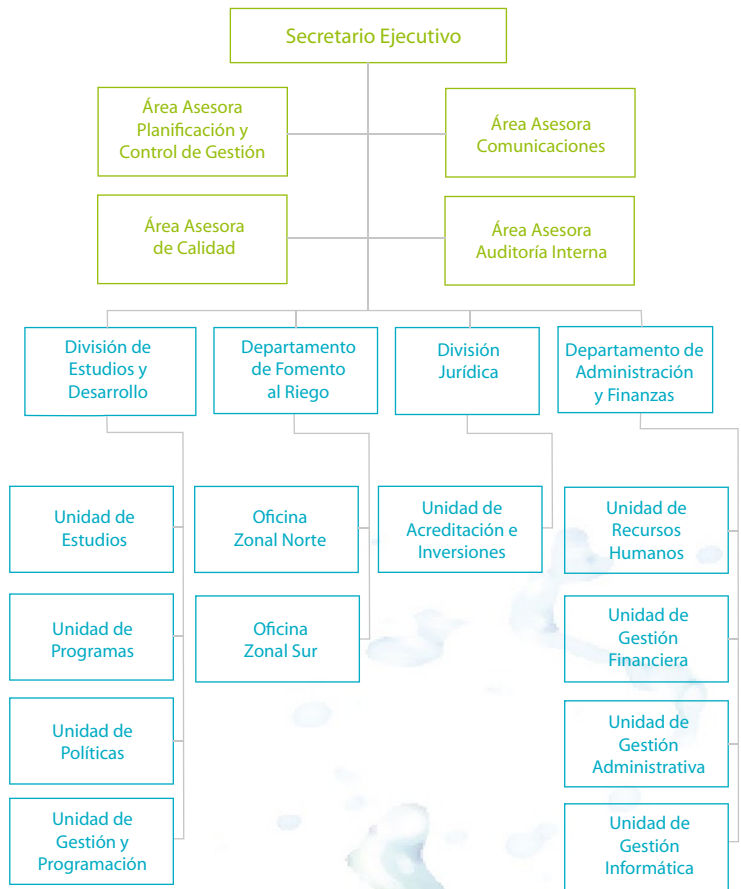 Secretario Ejecutivo
Área Asesora
Planificación y
Control de Gestión
Área Asesora
Comunicaciones
Área Asesora
de Calidad
Área Asesora
Auditoría Interna
División de
Estudios y
Desarrollo
Departamento
de Fomento
al Riego
División
Jurídica
Departamento de
Administración
y Finanzas
Unidad de
Estudios
Oficina
Zonal Norte
Unidad de
Acreditación e
Inversiones
Unidad de
Recursos
Humanos
Unidad de
Programas
Oficina
Zonal Sur
Unidad de
Gestión
Financiera
Unidad de
Políticas
Unidad de
Gestión
Administrativa
Unidad de
Gestión y
Programación
Unidad de
Gestión
Informática